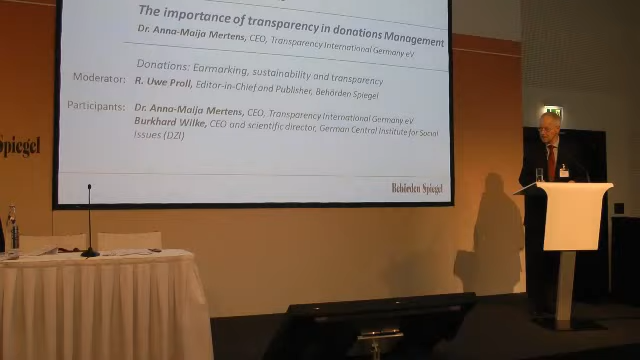 The importance of transparency in donations Management
Dr. Anna-Maija Mertens, CEO, Transparency International Germany eV
Donations: Earmarking, sustainability and transparency
Moderator: R. Uwe Proll, Editor-in-Chief and Publisher, Behörden Spiegel
Participants: Dr. Anna-Maija Mertens, CEO, Transparency International Germany eV
Burkhard Wilke, CEO and scientific director, German Central Institute for Social
Issues (DZI)
Behörden Spiegel
Spiegel